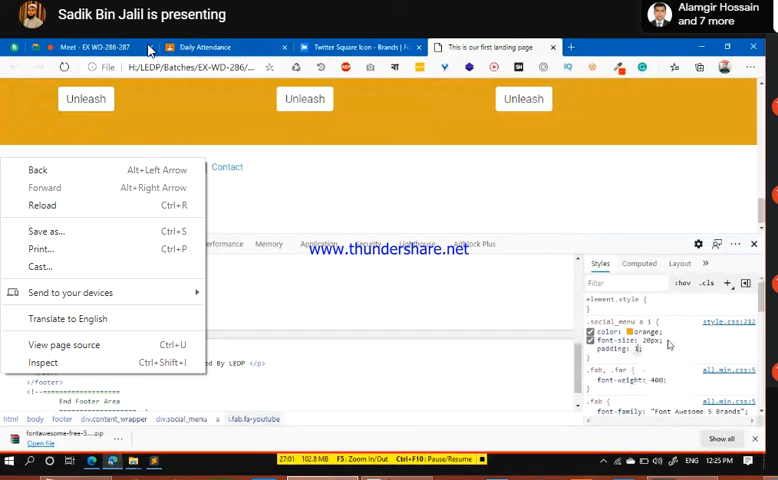 Sadik Bin Jalil is presenting
Alamgir Hossain
and 7 more
Meet - EX WD-286-287
Daily Attendance
Twitter Square Icon - Brands | Fo
This is our first landing page
File
H:/LEDP/Batches/EX-WD-286/...
Unleash
Unleash
Unleash
Contact
Back Alt+Left Arrow
Forward Alt+Right Arrow
Reload Ctrl+R
Save as... Ctrl+S
Print... Ctrl+P
Cast...
Send to your devices
Translate to English
View page source Ctrl+U
Inspect Ctrl+Shift+I
Memory
Lighthouse
AdBlock Plus
www.thundershare.net
Styles Computed Layout
Filter :hov .cls
element.style {
}
.social_menu a i { style.css:212
color: orange;
font-size: 20px;
padding: 1;
}
.fab, .far { all.min.css:5
font-weight: 400;
}
.fab { all.min.css:5
font-family: "Font Awesome 5 Brands";
ed By LEDP </p>
</footer>
<!--==================
End Footer Area
html body footer div.content_wrapper div.social_menu a i.fab.fa-youtube
fontawesome-free-5....zip
Open file
Show all
27:01 102.8 MB F5: Zoom In/Out Ctrl+F10: Pause/Resume
ENG 12:25 PM